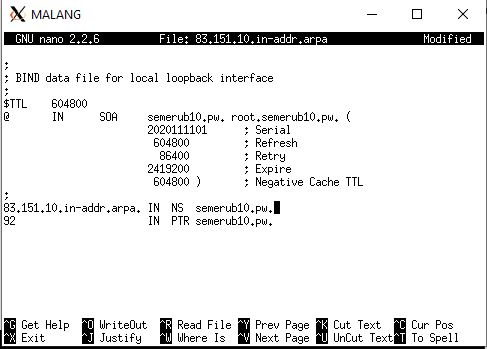 MALANG
GNU nano 2.2.6 File: 83.151.10.in-addr.arpa Modified
;
; BIND data file for local loopback interface
;
$TTL 604800
@ IN SOA semerub10.pw. root.semerub10.pw. (
2020111101 ; Serial
604800 ; Refresh
86400 ; Retry
2419200 ; Expire
604800 ) ; Negative Cache TTL
;
83.151.10.in-addr.arpa. IN NS semerub10.pw.
92 IN PTR semerub10.pw.
^G Get Help ^O WriteOut ^R Read File ^Y Prev Page ^K Cut Text ^C Cur Pos
^X Exit ^J Justify ^W Where Is ^V Next Page ^U UnCut Text ^T To Spell